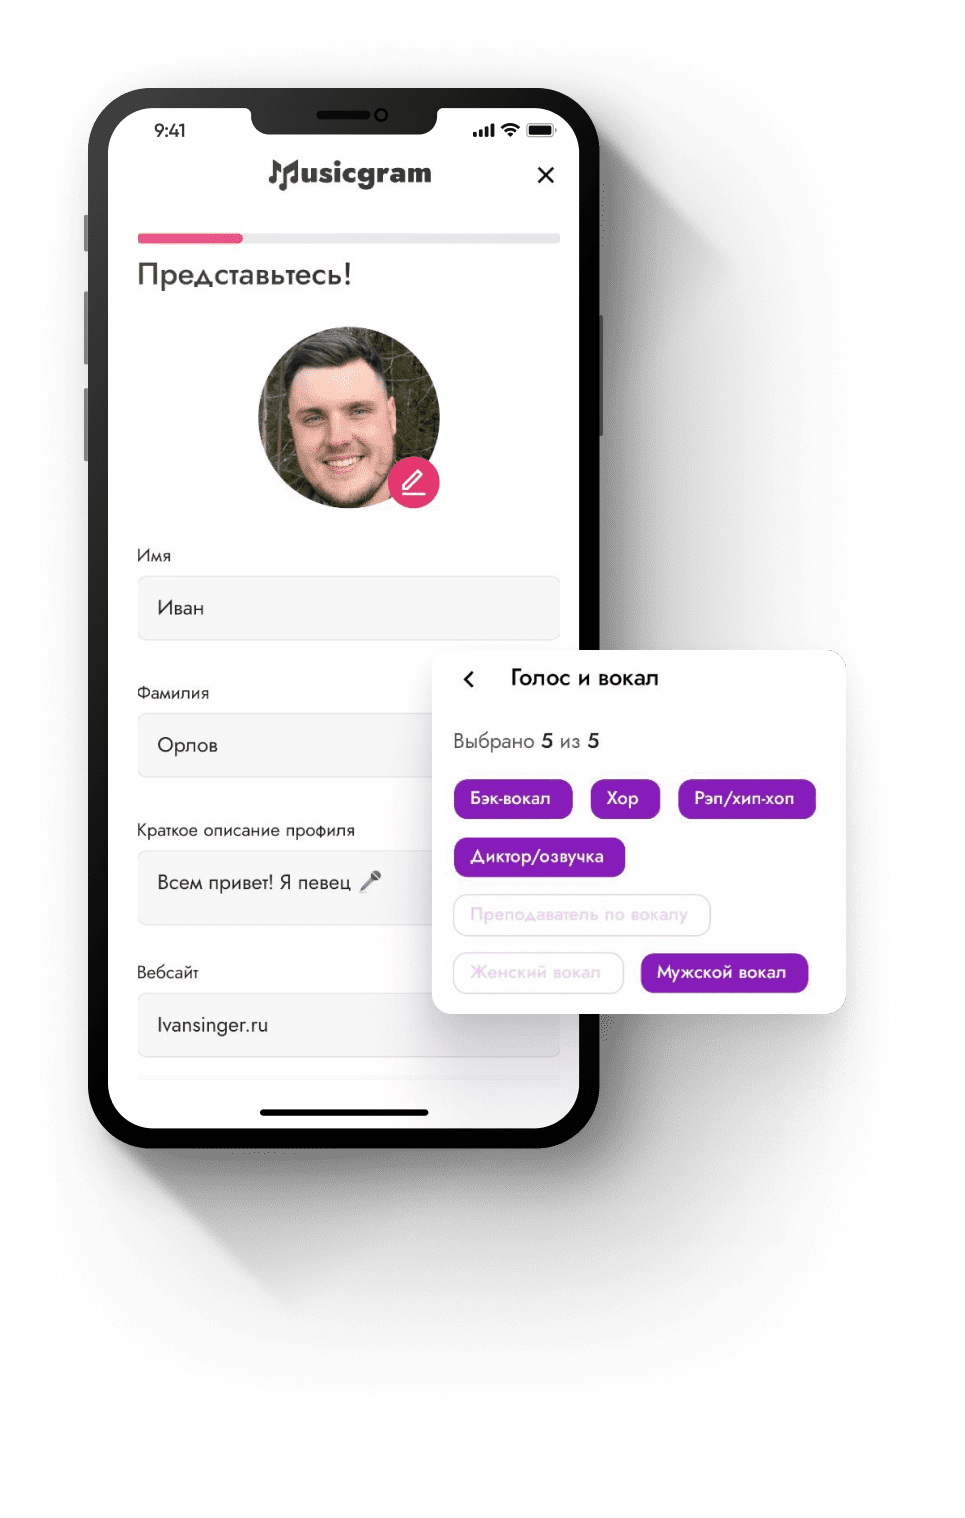 9:41
Musicgram
Представьтесь!
Имя
Иван
Фамилия
Орлов
Краткое описание профиля
Всем привет! Я певец 🎤
Вебсайт
Ivansinger.ru
Голос и вокал
Выбрано 5 из 5
Бэк-вокал Хор Рэп/хип-хоп
Диктор/озвучка
Преподаватель по вокалу
Женский вокал Мужской вокал